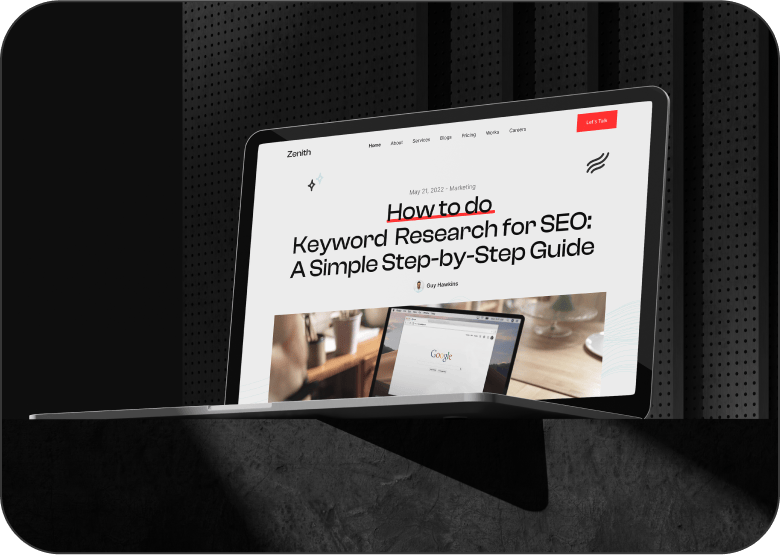 Zenith
Home About Services Blogs Pricing Works Careers
Let's Talk
May 21, 2022 - Marketing
How to do
Keyword Research for SEO:
A Simple Step-by-Step Guide
Guy Hawkins
Google